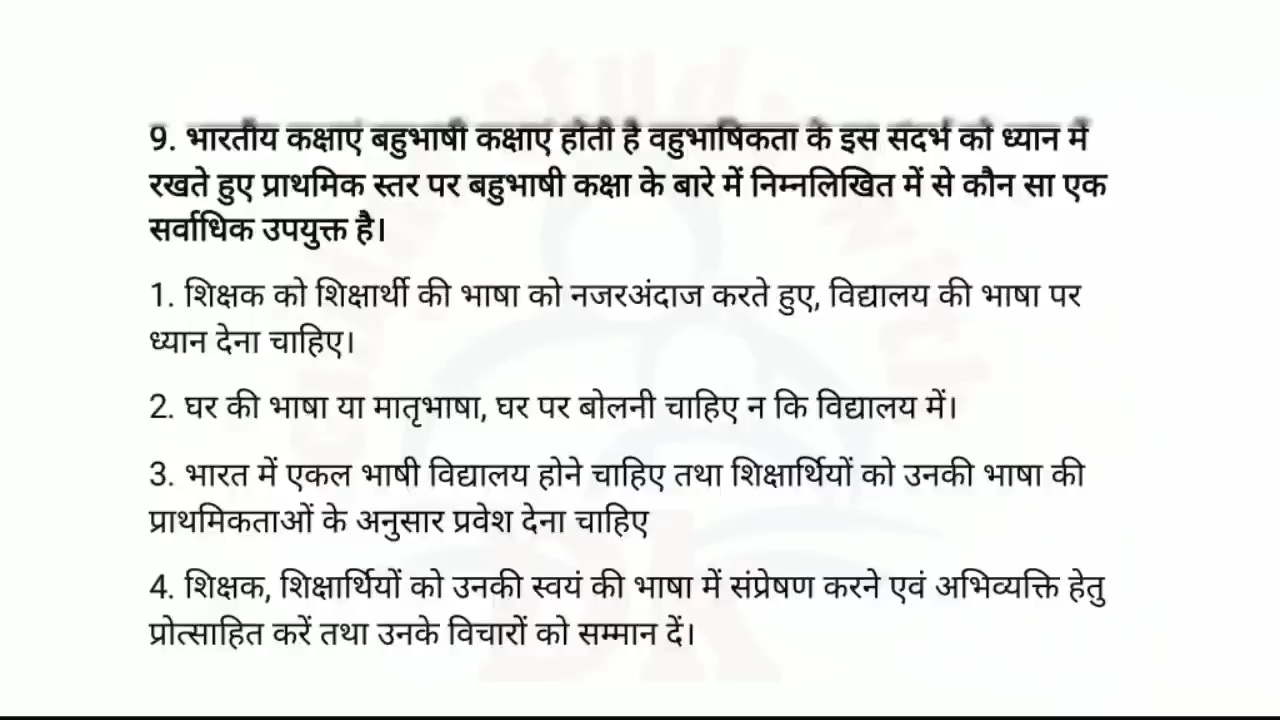 9. भारतीय कक्षाएं बहुभाषी कक्षाएं होती है वहुभाषिकता के इस संदर्भ को ध्यान में
रखते हुए प्राथमिक स्तर पर बहुभाषी कक्षा के बारे में निम्नलिखित में से कौन सा एक
सर्वाधिक उपयुक्त है।
1. शिक्षक को शिक्षार्थी की भाषा को नजरअंदाज करते हुए, विद्यालय की भाषा पर
ध्यान देना चाहिए।
2. घर की भाषा या मातृभाषा, घर पर बोलनी चाहिए न कि विद्यालय में।
3. भारत में एकल भाषी विद्यालय होने चाहिए तथा शिक्षार्थियों को उनकी भाषा की
प्राथमिकताओं के अनुसार प्रवेश देना चाहिए
4. शिक्षक, शिक्षार्थियों को उनकी स्वयं की भाषा में संप्रेषण करने एवं अभिव्यक्ति हेतु
प्रोत्साहित करें तथा उनके विचारों को सम्मान दें।